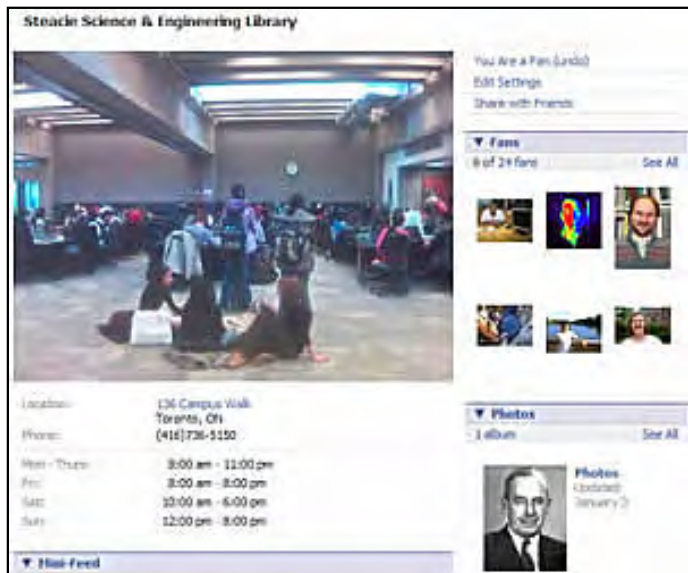 Steacie Science & Engineering Library
You Are a Fan (undo)
Edit Settings
Share with Friends
▼ Fans
6 of 24 fans See All
Location: 136 Campus Walk
Toronto, ON
Phone: (416)736-5150
Mon - Thurs: 8:00 am - 11:00 pm
Fri: 8:00 am - 8:00 pm
Sat: 10:00 am - 6:00 pm
Sun: 12:00 pm - 8:00 pm
▼ Mini-Feed
▼ Photos
1 album See All
Photos
Updated
January 3